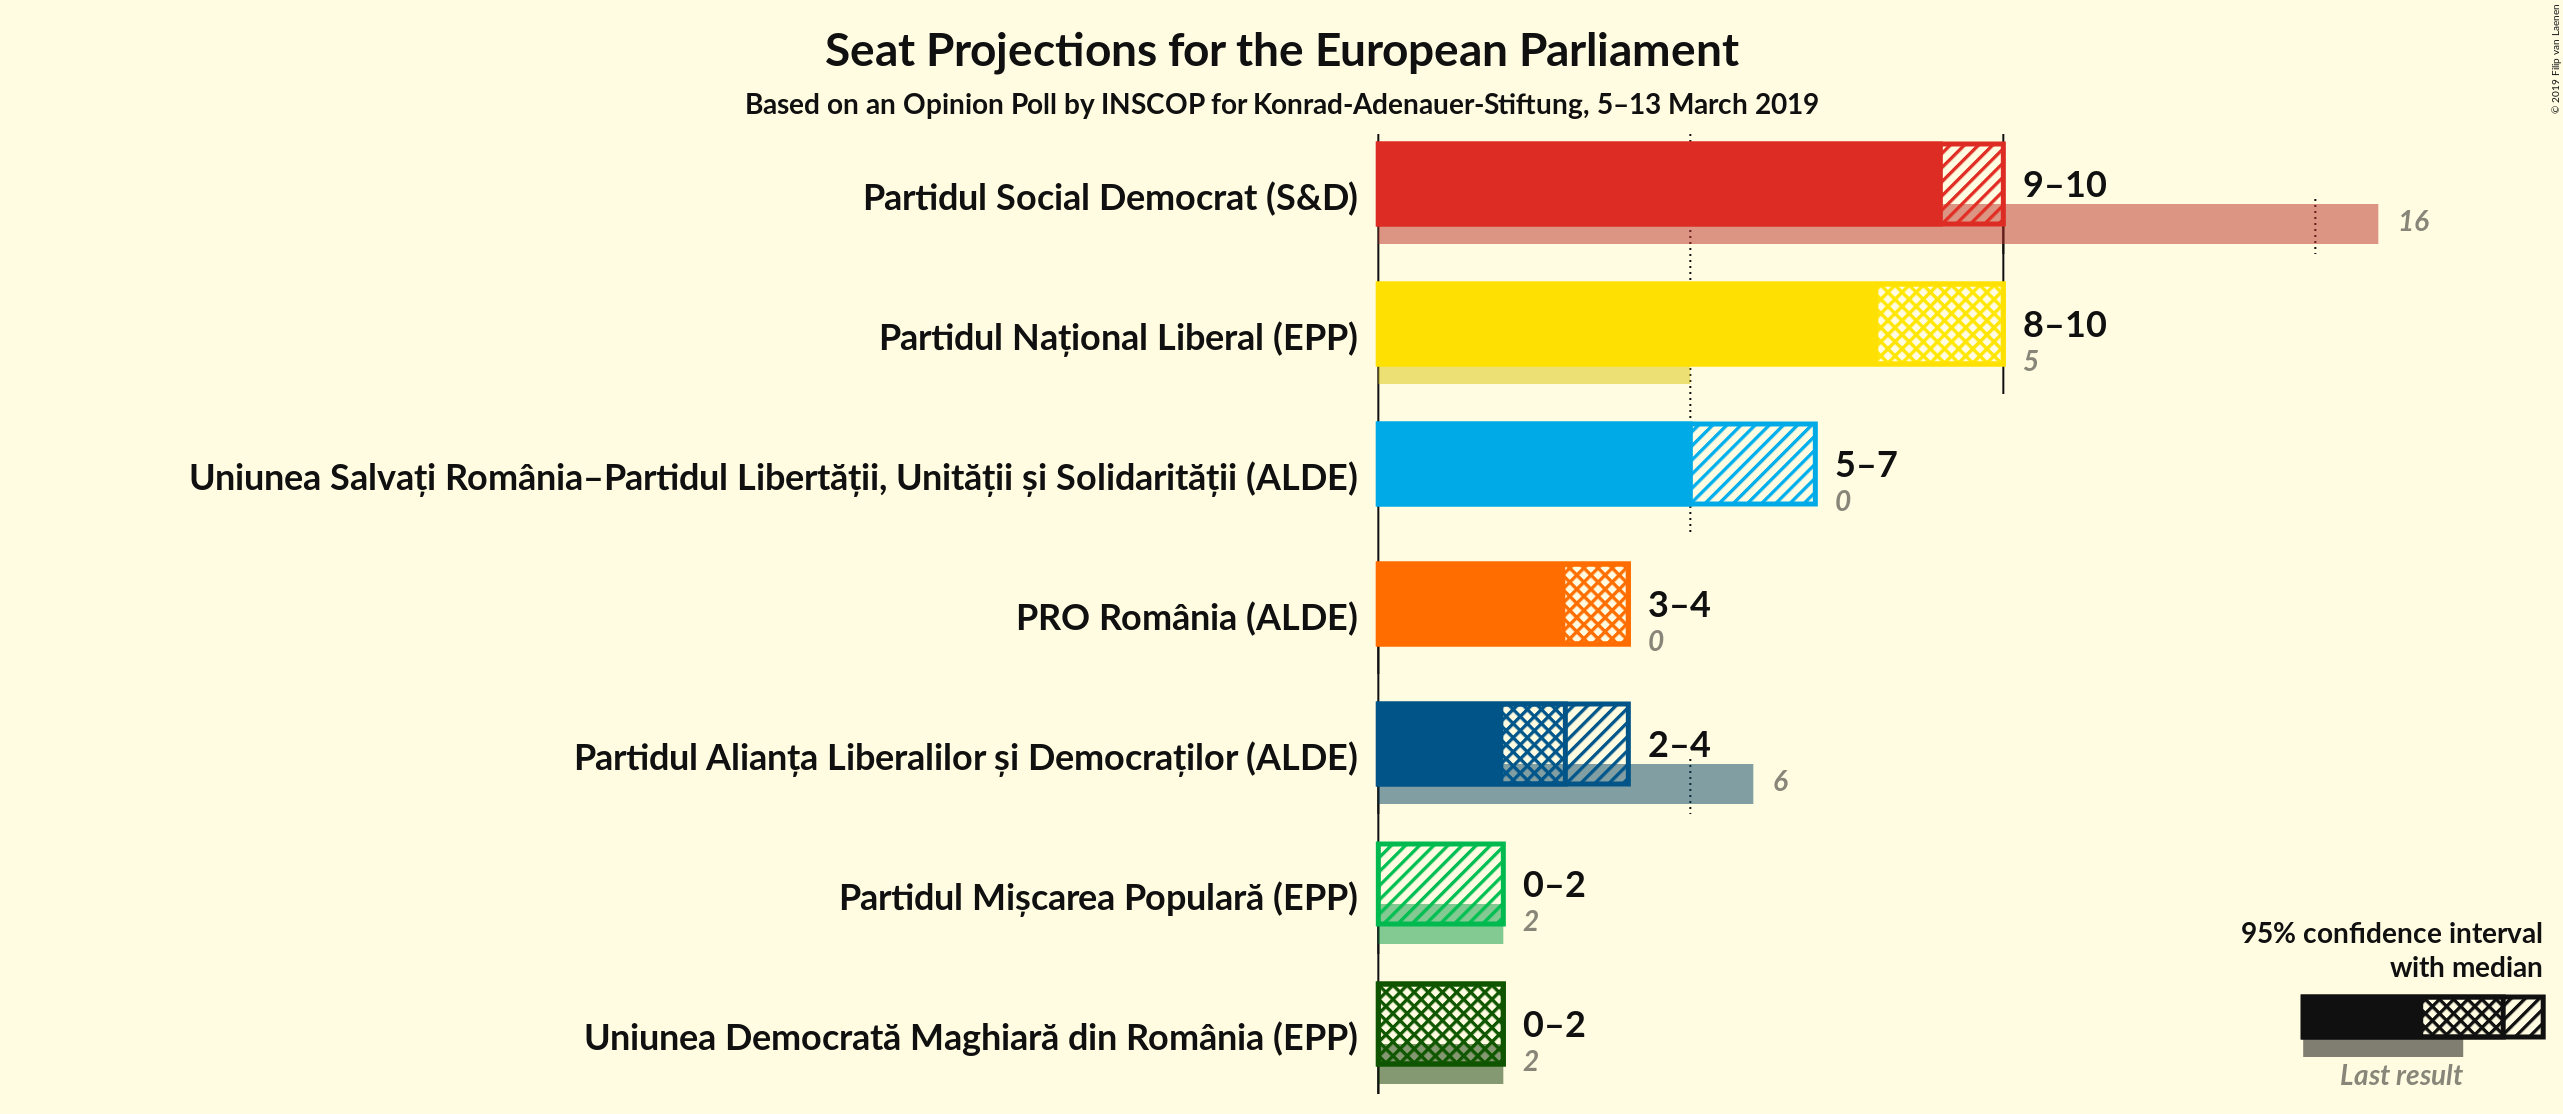 Seat Projections for the European Parliament
Based on an Opinion Poll by INSCOP for Konrad-Adenauer-Stiftung, 5–13 March 2019
© 2019 Filip van Laenen
Partidul Social Democrat (S&D)
9–10
16
Partidul Național Liberal (EPP)
8–10
5
Uniunea Salvați România–Partidul Libertății, Unității și Solidarității (ALDE)
5–7
0
PRO România (ALDE)
3–4
0
Partidul Alianța Liberalilor și Democraților (ALDE)
2–4
6
Partidul Mișcarea Populară (EPP)
0–2
2
Uniunea Democrată Maghiară din România (EPP)
0–2
2
95% confidence interval
with median
Last result